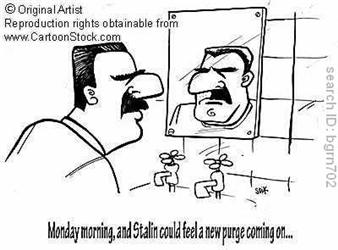 © Original Artist
Reproduction rights obtainable from
www.CartoonStock.com
search ID: bgrn702
Monday morning, and Stalin could feel a new purge coming on...